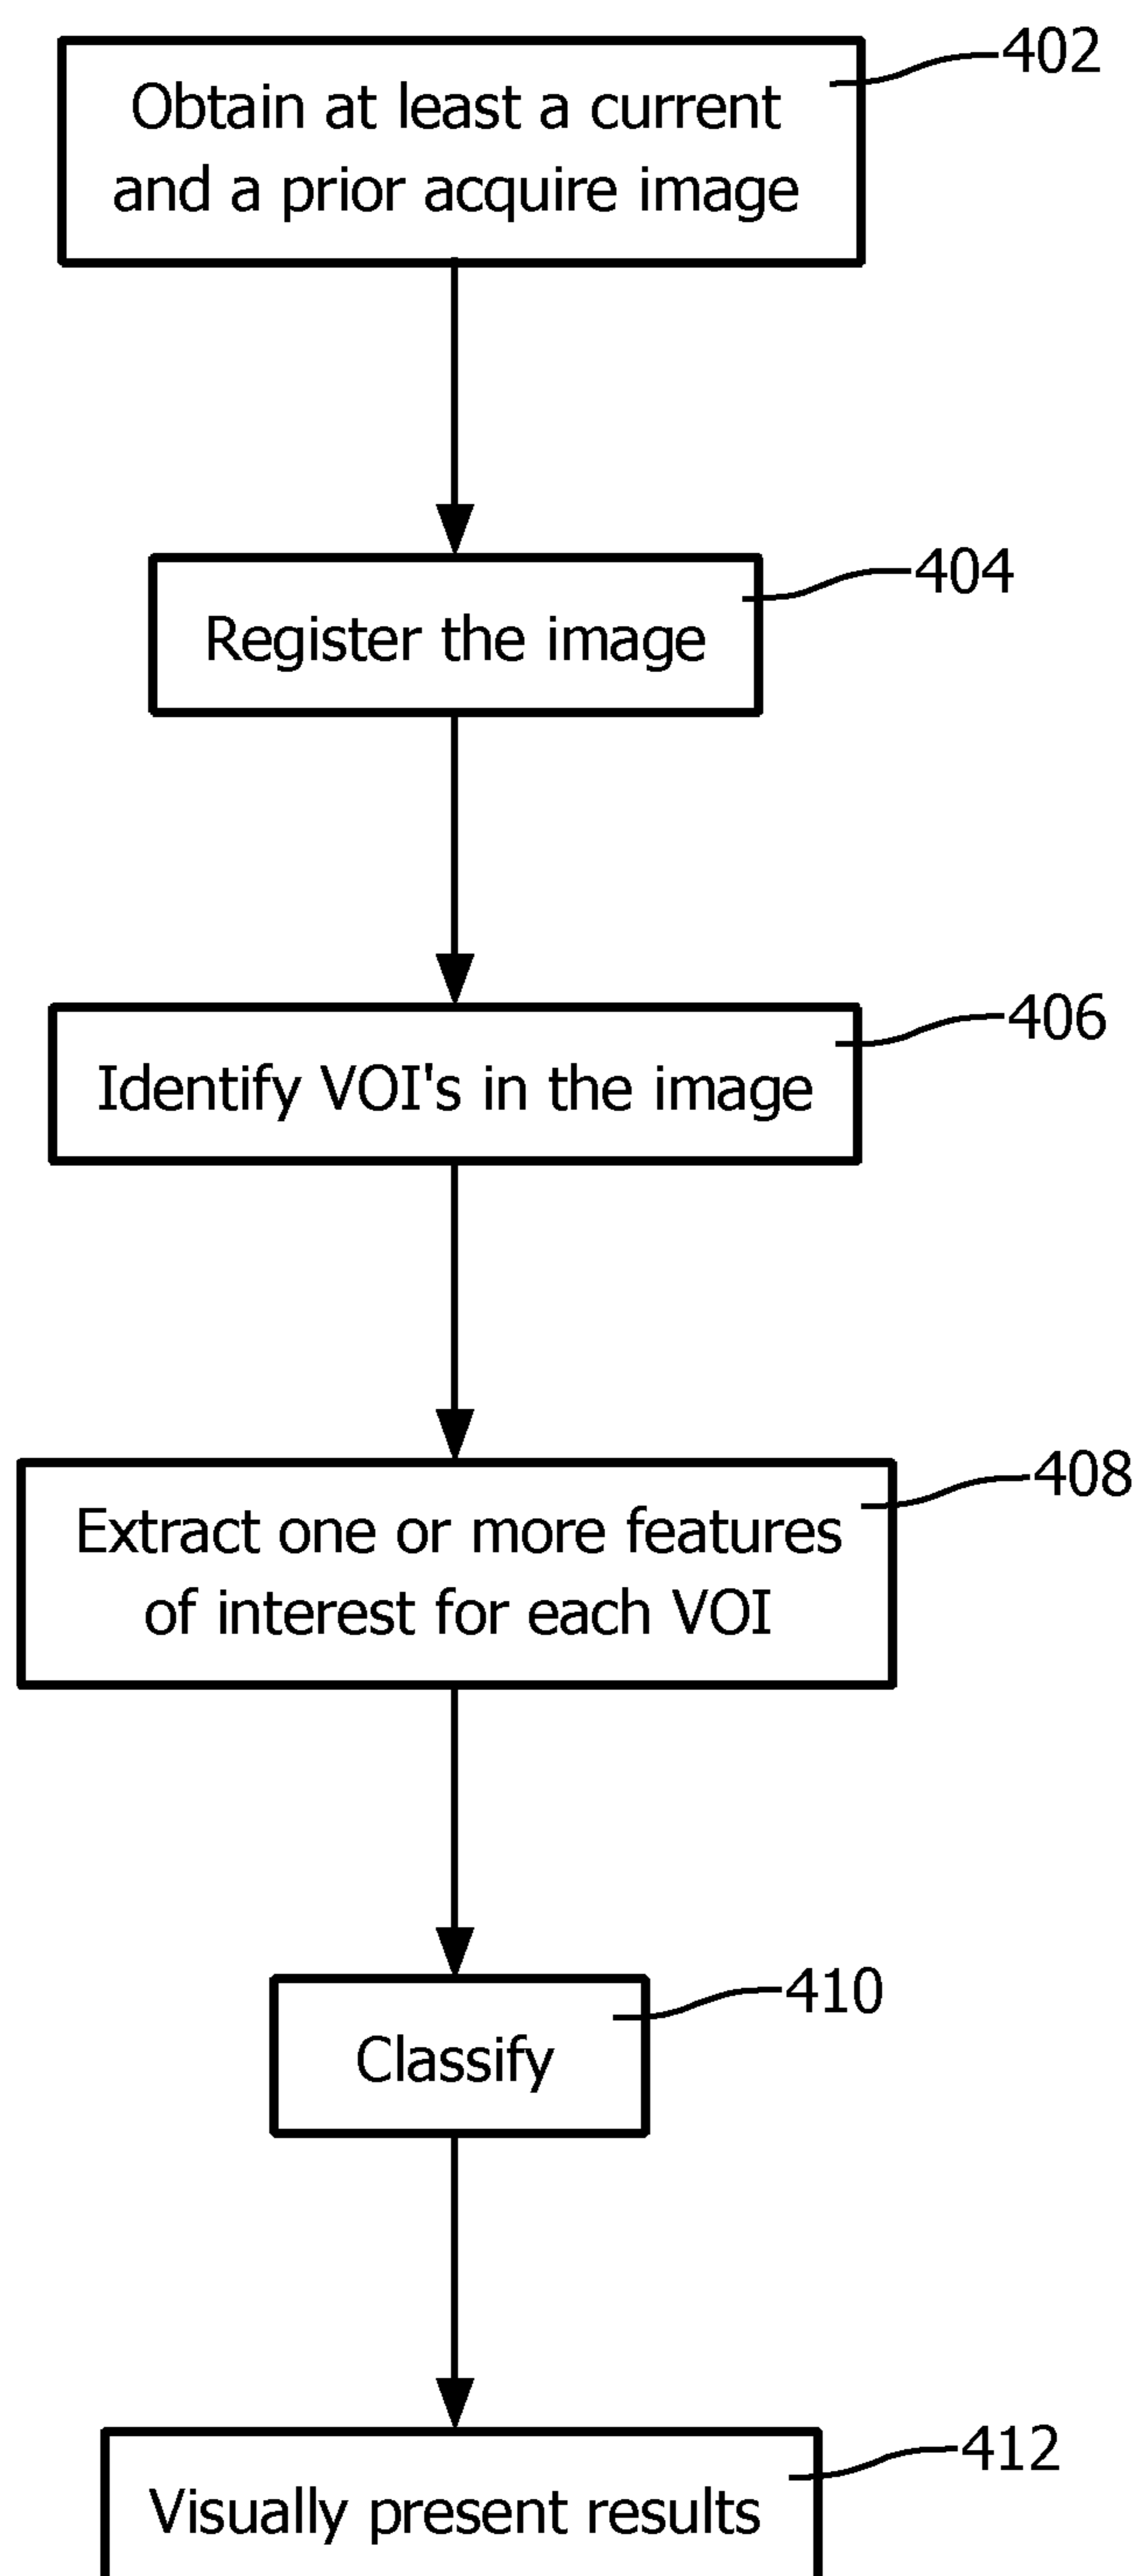 402
Obtain at least a current
and a prior acquire image
404
Register the image
406
Identify VOI's in the image
408
Extract one or more features
of interest for each VOI
410
Classify
412
Visually present results